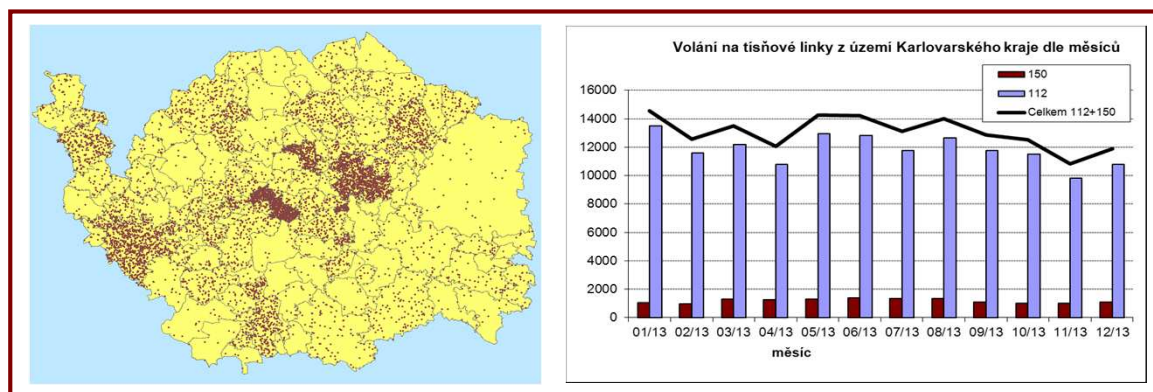 Volání na tísňové linky z území Karlovarského kraje dle měsíců
150
112
Celkem 112+150
16000
14000
12000
10000
8000
6000
4000
2000
0
01/13 02/13 03/13 04/13 05/13 06/13 07/13 08/13 09/13 10/13 11/13 12/13
měsíc